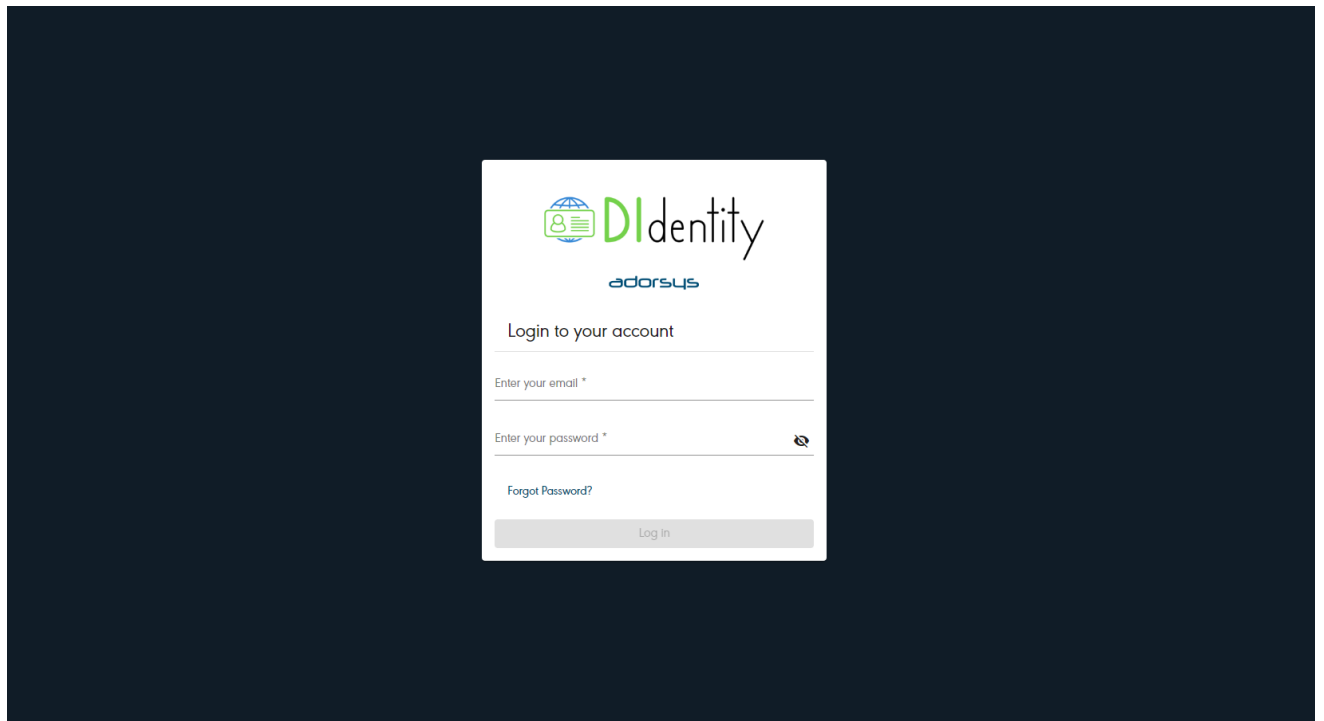 DIdentity
adorsys
Login to your account
Enter your email *
Enter your password *
Forgot Password?
Log in